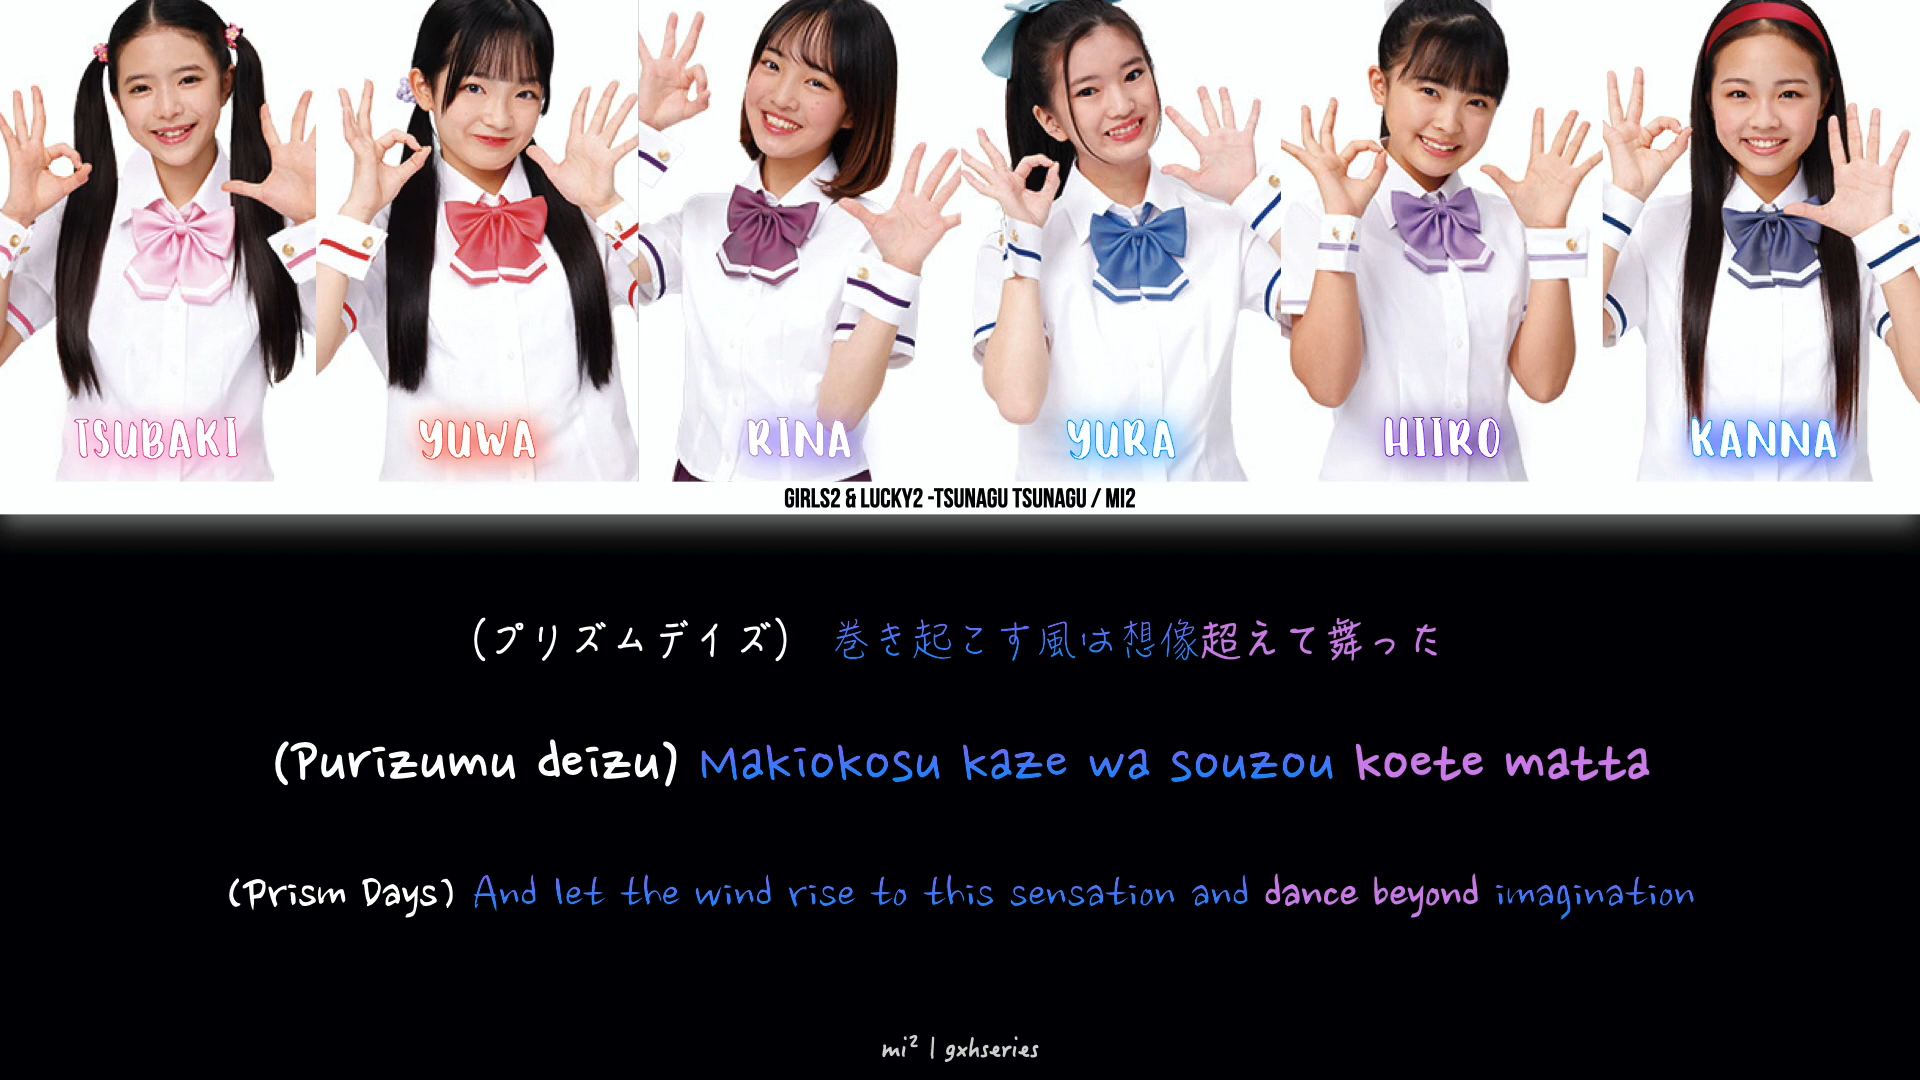 TSUBAKI YUWA RINA YURA HIIRO KANNA
GIRLS2 & LUCKY2 -TSUNAGU TSUNAGU / MI2
(プリズムデイズ) 巻き起こす風は想像超えて舞った
(Purizumu deizu) Makiokosu kaze wa souzou koete matta
(Prism Days) And let the wind rise to this sensation and dance beyond imagination
mi² | gxhseries